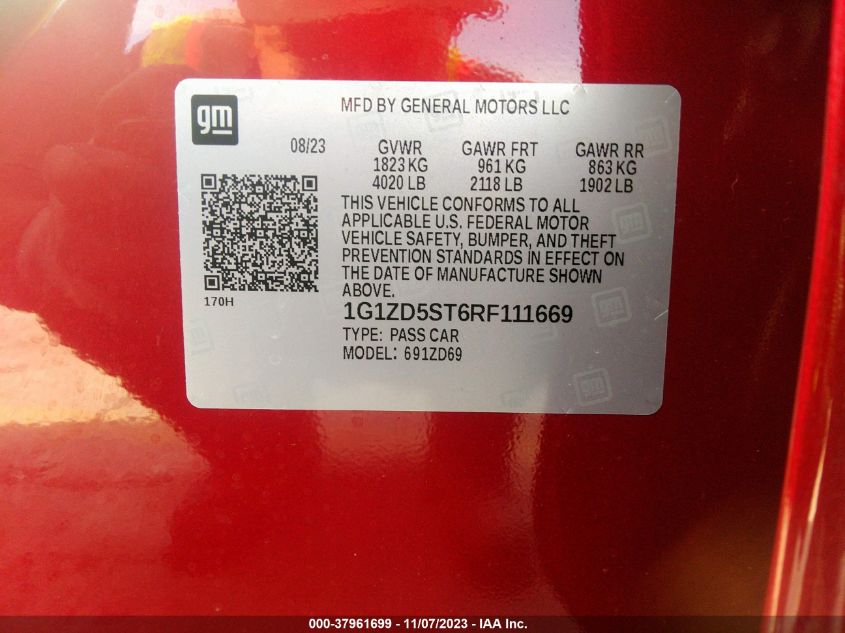 gm
MFD BY GENERAL MOTORS LLC
08/23 GVWR GAWR FRT GAWR RR
1823 KG 961 KG 863 KG
4020 LB 2118 LB 1902 LB
THIS VEHICLE CONFORMS TO ALL
APPLICABLE U.S. FEDERAL MOTOR
VEHICLE SAFETY, BUMPER, AND THEFT
PREVENTION STANDARDS IN EFFECT ON
THE DATE OF MANUFACTURE SHOWN
ABOVE.
170H
1G1ZD5ST6RF111669
TYPE: PASS CAR
MODEL: 691ZD69
000-37961699 - 11/07/2023 - IAA Inc.